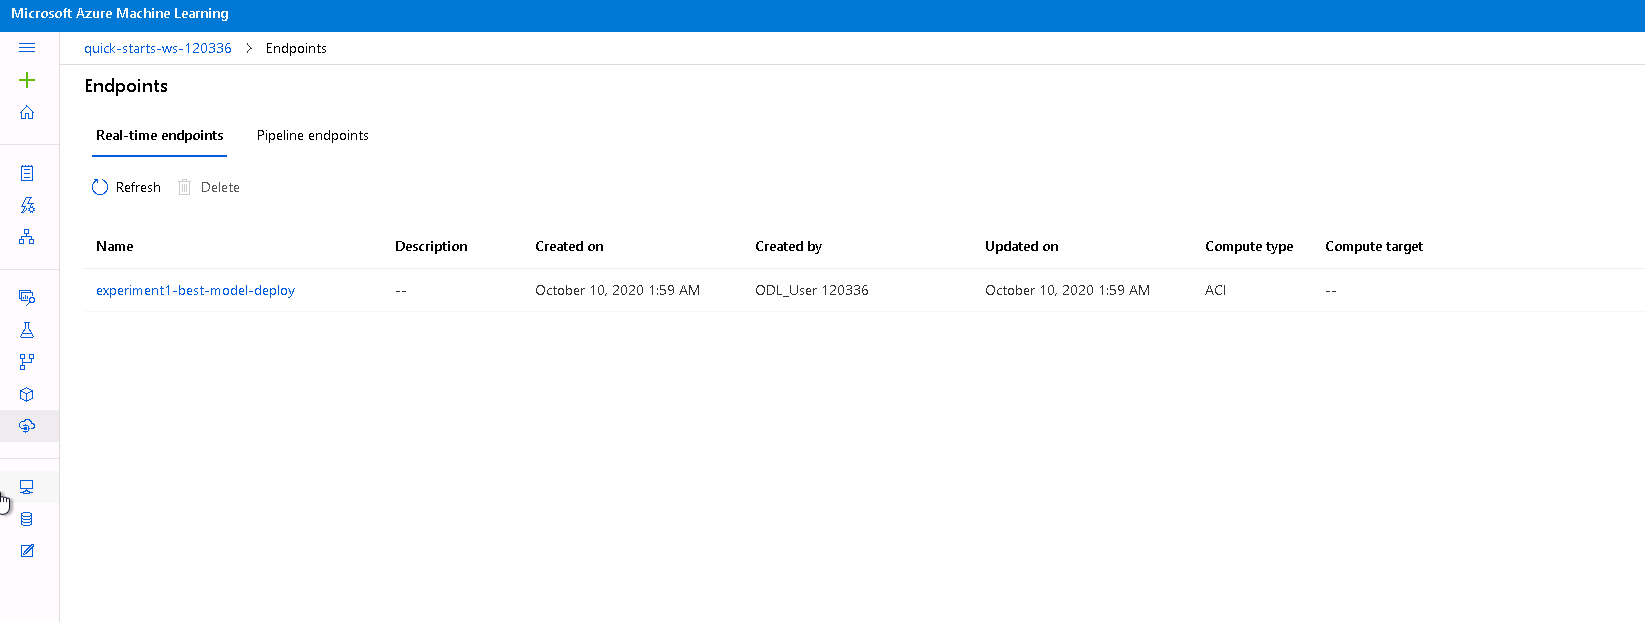 Microsoft Azure Machine Learning
quick-starts-ws-120336 > Endpoints
Endpoints
Real-time endpoints Pipeline endpoints
Refresh Delete
Name Description Created on Created by Updated on Compute type Compute target
experiment1-best-model-deploy -- October 10, 2020 1:59 AM ODL_User 120336 October 10, 2020 1:59 AM ACI --